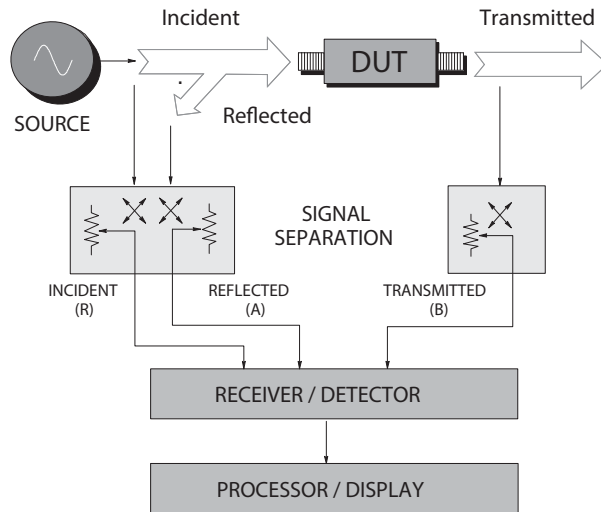 Incident
Transmitted
DUT
SOURCE
Reflected
SIGNAL
SEPARATION
INCIDENT
(R)
REFLECTED
(A)
TRANSMITTED
(B)
RECEIVER / DETECTOR
PROCESSOR / DISPLAY